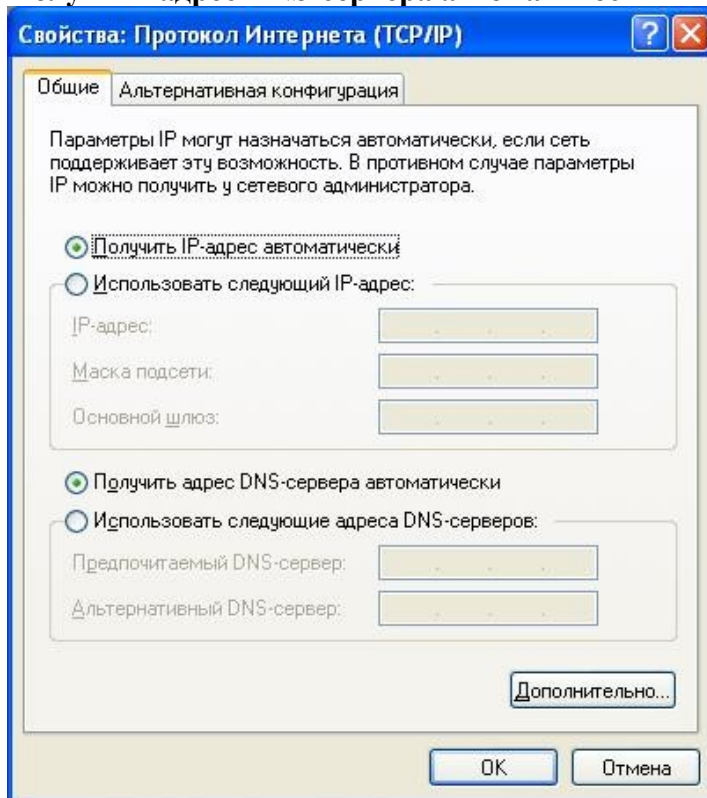 Свойства: Протокол Интернета (TCP/IP)
Общие
Альтернативная конфигурация
Параметры IP могут назначаться автоматически, если сеть
поддерживает эту возможность. В противном случае параметры
IP можно получить у сетевого администратора.
Получить IP-адрес автоматически
Использовать следующий IP-адрес:
IP-адрес:
Маска подсети:
Основной шлюз:
Получить адрес DNS-сервера автоматически
Использовать следующие адреса DNS-серверов:
Предпочитаемый DNS-сервер:
Альтернативный DNS-сервер:
Дополнительно...
OK
Отмена